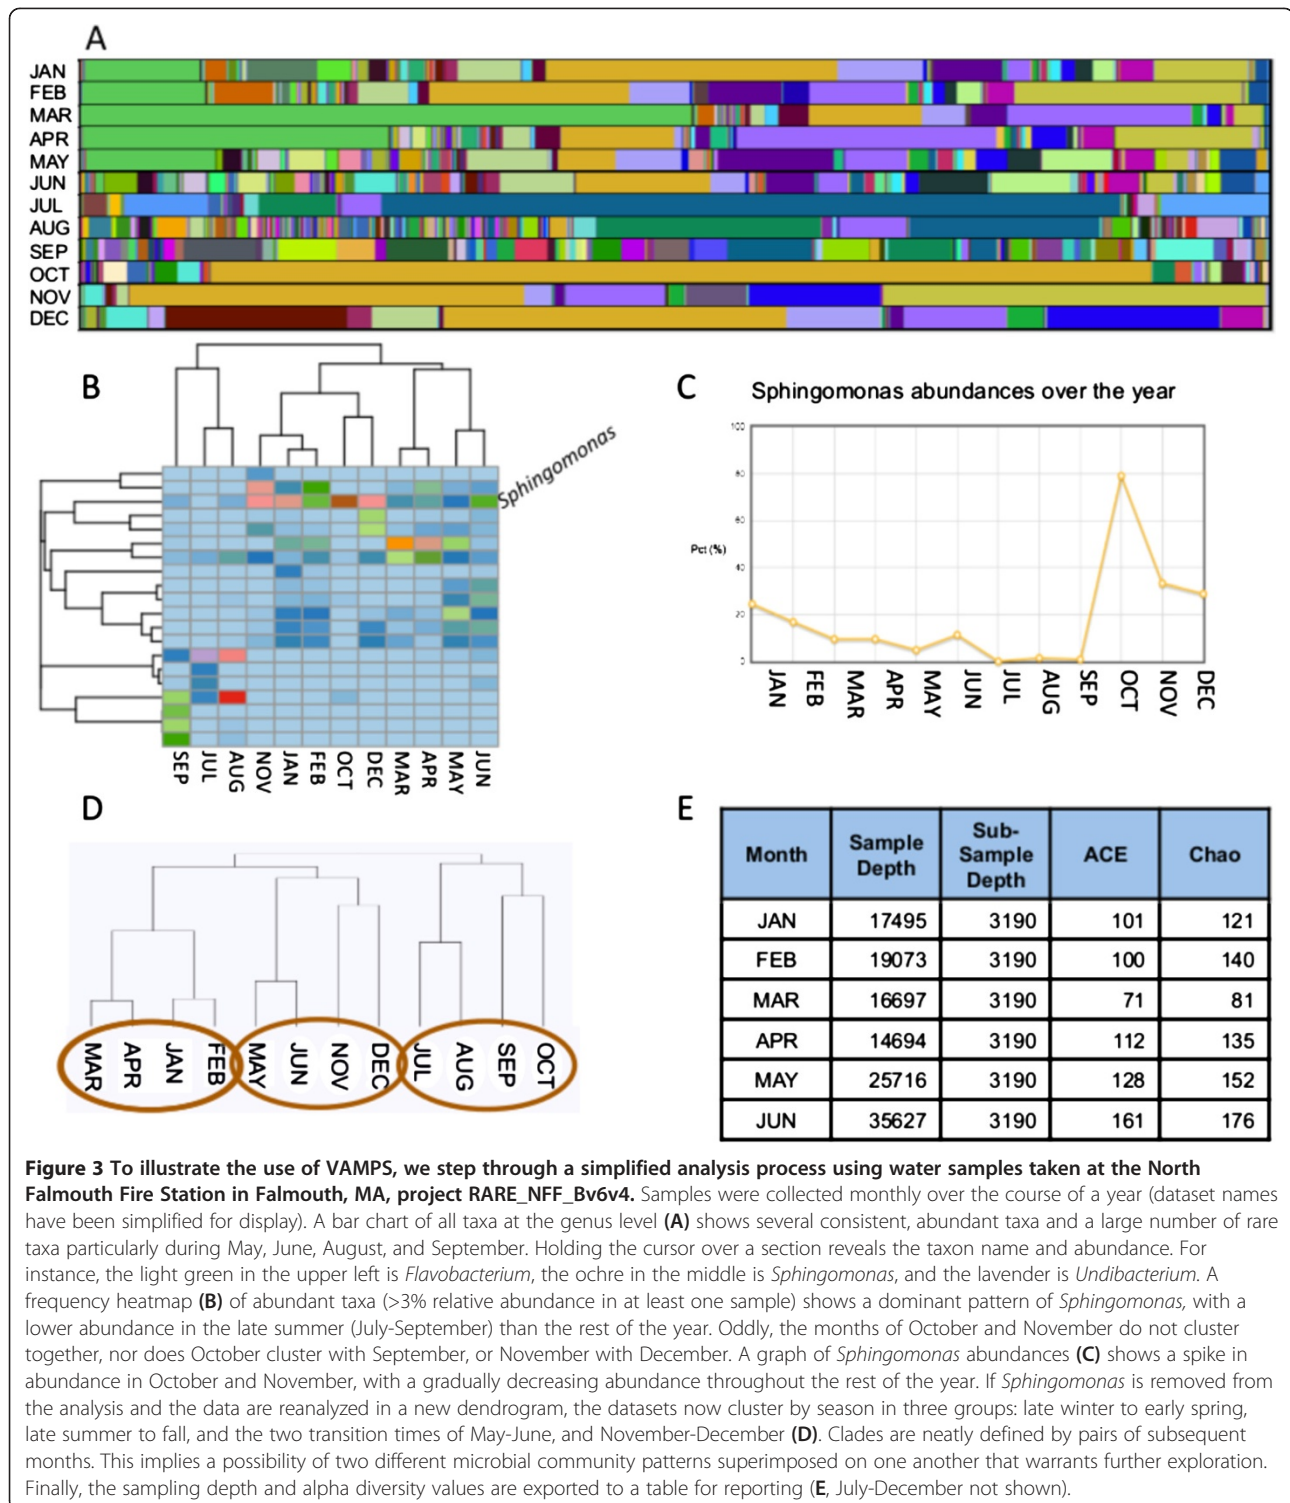 A
JAN
FEB
MAR
APR
MAY
JUN
JUL
AUG
SEP
OCT
NOV
DEC
B
Sphingomonas
SEP JUL AUG NOV JAN FEB OCT DEC MAR APR MAY JUN
C
Sphingomonas abundances over the year
100
80
60
Pct (%)
40
20
0
JAN FEB MAR APR MAY JUN JUL AUG SEP OCT NOV DEC
D
MAR APR JAN FEB MAY JUN NOV DEC JUL AUG SEP OCT
E
Month Sample Depth Sub-Sample Depth ACE Chao
JAN 17495 3190 101 121
FEB 19073 3190 100 140
MAR 16697 3190 71 81
APR 14694 3190 112 135
MAY 25716 3190 128 152
JUN 35627 3190 161 176
Figure 3 To illustrate the use of VAMPS, we step through a simplified analysis process using water samples taken at the North
Falmouth Fire Station in Falmouth, MA, project RARE_NFF_Bv6v4. Samples were collected monthly over the course of a year (dataset names
have been simplified for display). A bar chart of all taxa at the genus level (A) shows several consistent, abundant taxa and a large number of rare
taxa particularly during May, June, August, and September. Holding the cursor over a section reveals the taxon name and abundance. For
instance, the light green in the upper left is Flavobacterium, the ochre in the middle is Sphingomonas, and the lavender is Undibacterium. A
frequency heatmap (B) of abundant taxa (>3% relative abundance in at least one sample) shows a dominant pattern of Sphingomonas, with a
lower abundance in the late summer (July-September) than the rest of the year. Oddly, the months of October and November do not cluster
together, nor does October cluster with September, or November with December. A graph of Sphingomonas abundances (C) shows a spike in
abundance in October and November, with a gradually decreasing abundance throughout the rest of the year. If Sphingomonas is removed from
the analysis and the data are reanalyzed in a new dendrogram, the datasets now cluster by season in three groups: late winter to early spring,
late summer to fall, and the two transition times of May-June, and November-December (D). Clades are neatly defined by pairs of subsequent
months. This implies a possibility of two different microbial community patterns superimposed on one another that warrants further exploration.
Finally, the sampling depth and alpha diversity values are exported to a table for reporting (E, July-December not shown).